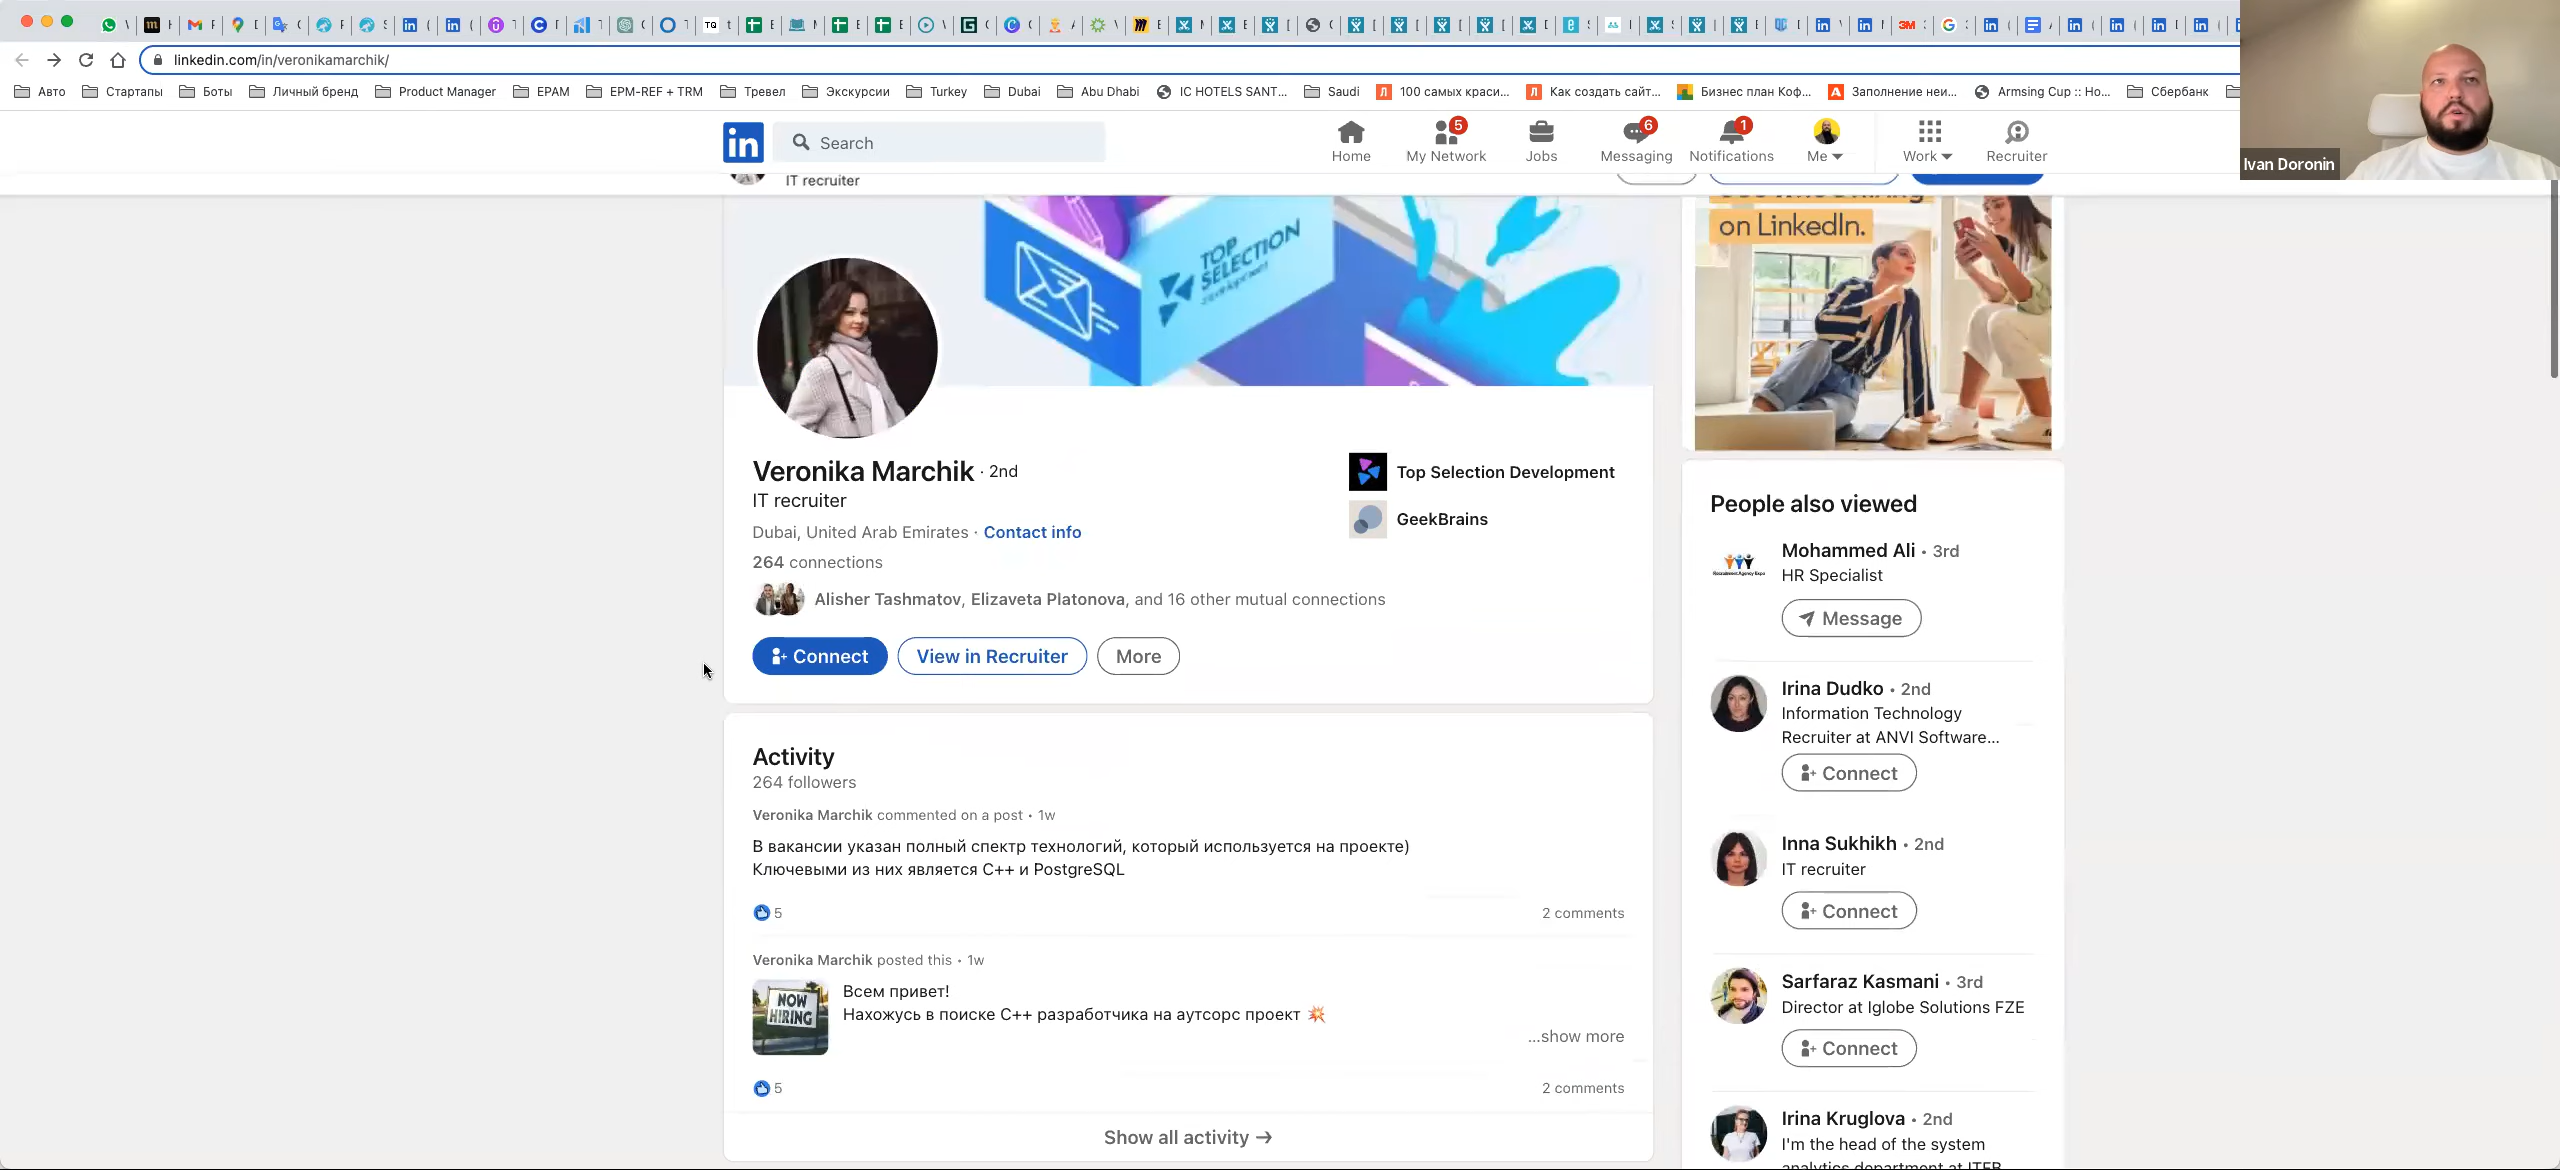 linkedin.com/in/veronikamarchik/
Авто
Стартапы
Боты
Личный бренд
Product Manager
EPAM
EPM-REF + TRM
Тревел
Экскурсии
Turkey
Dubai
Abu Dhabi
IC HOTELS SANT...
Saudi
100 самых краси...
Как создать сайт...
Бизнес план Коф...
Заполнение неи...
Armsing Cup :: Ho...
Сбербанк
Ivan Doronin
in
Search
Home
5
My Network
Jobs
6
Messaging
1
Notifications
Me
Work
Recruiter
IT recruiter
TOP
SELECTION
Veronika Marchik · 2nd
IT recruiter
Dubai, United Arab Emirates · Contact info
264 connections
Alisher Tashmatov, Elizaveta Platonova, and 16 other mutual connections
Connect
View in Recruiter
More
Top Selection Development
GeekBrains
Activity
264 followers
Veronika Marchik commented on a post • 1w
В вакансии указан полный спектр технологий, который используется на проекте)
Ключевыми из них является C++ и PostgreSQL
5
2 comments
Veronika Marchik posted this • 1w
NOW
HIRING
Всем привет!
Нахожусь в поиске C++ разработчика на аутсорс проект 💥
...show more
5
2 comments
Show all activity →
on LinkedIn.
People also viewed
Mohammed Ali • 3rd
HR Specialist
Message
Irina Dudko • 2nd
Information Technology
Recruiter at ANVI Software...
Connect
Inna Sukhikh • 2nd
IT recruiter
Connect
Sarfaraz Kasmani • 3rd
Director at Iglobe Solutions FZE
Connect
Irina Kruglova • 2nd
I'm the head of the system
analytics department at ITFB